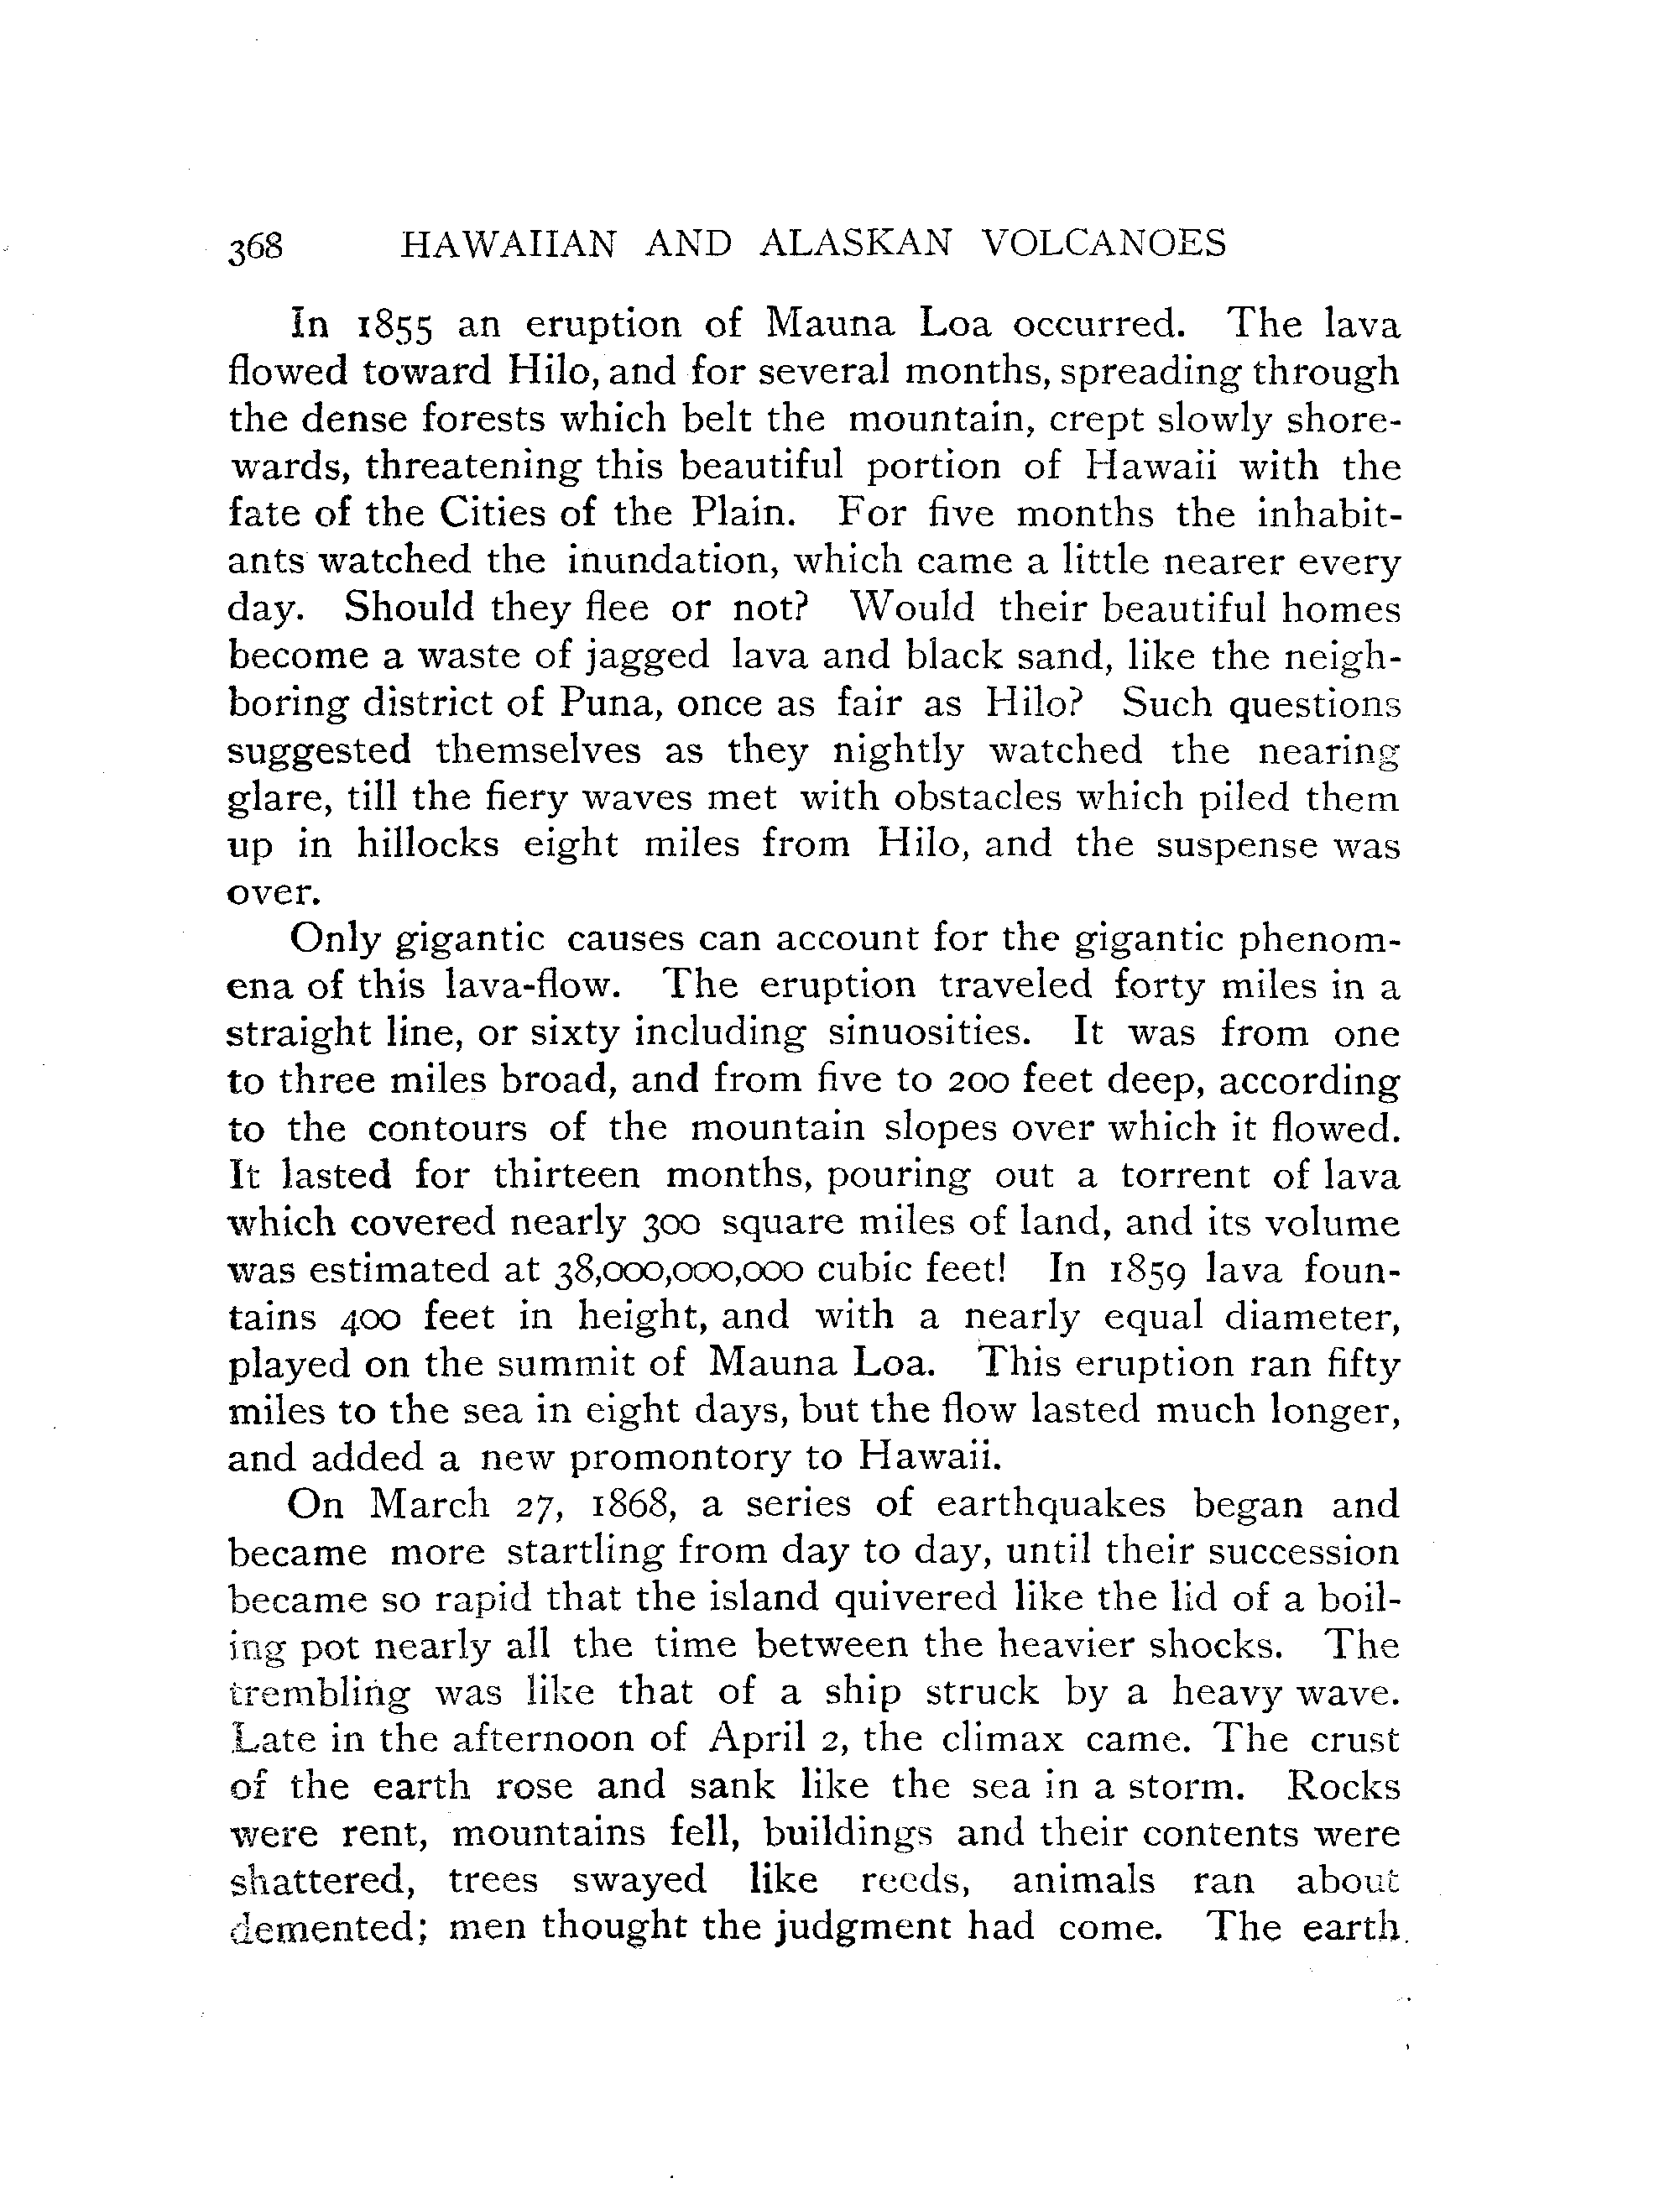 368 HAWAIIAN AND ALASKAN VOLCANOES
In 1855 an eruption of Mauna Loa occurred. The lava
flowed toward Hilo, and for several months, spreading through
the dense forests which belt the mountain, crept slowly shore-
wards, threatening this beautiful portion of Hawaii with the
fate of the Cities of the Plain. For five months the inhabit-
ants watched the inundation, which came a little nearer every
day. Should they flee or not? Would their beautiful homes
become a waste of jagged lava and black sand, like the neigh-
boring district of Puna, once as fair as Hilo? Such questions
suggested themselves as they nightly watched the nearing
glare, till the fiery waves met with obstacles which piled them
up in hillocks eight miles from Hilo, and the suspense was
over.
Only gigantic causes can account for the gigantic phenom-
ena of this lava-flow. The eruption traveled forty miles in a
straight line, or sixty including sinuosities. It was from one
to three miles broad, and from five to 200 feet deep, according
to the contours of the mountain slopes over which it flowed.
It lasted for thirteen months, pouring out a torrent of lava
which covered nearly 300 square miles of land, and its volume
was estimated at 38,000,000,000 cubic feet! In 1859 lava foun-
tains 400 feet in height, and with a nearly equal diameter,
played on the summit of Mauna Loa. This eruption ran fifty
miles to the sea in eight days, but the flow lasted much longer,
and added a new promontory to Hawaii.
On March 27, 1868, a series of earthquakes began and
became more startling from day to day, until their succession
became so rapid that the island quivered like the lid of a boil-
ing pot nearly all the time between the heavier shocks. The
trembling was like that of a ship struck by a heavy wave.
Late in the afternoon of April 2, the climax came. The crust
of the earth rose and sank like the sea in a storm. Rocks
were rent, mountains fell, buildings and their contents were
shattered, trees swayed like reeds, animals ran about
demented; men thought the judgment had come. The earth